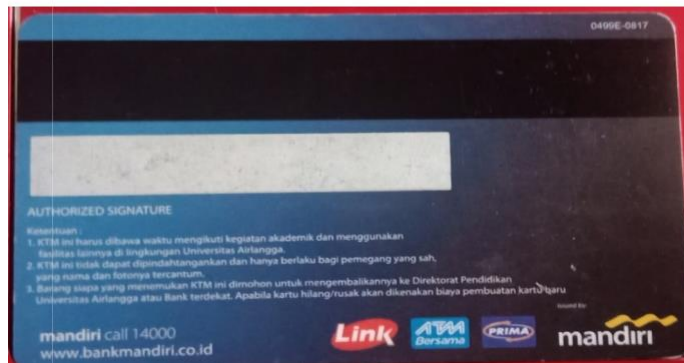 0499E-0817
AUTHORIZED SIGNATURE
Ketentuan :
1. KTM ini harus dibawa waktu mengikuti kegiatan akademik dan menggunakan
fasilitas lainnya di lingkungan Universitas Airlangga.
2. KTM ini tidak dapat dipindahtangankan dan hanya berlaku bagi pemegang yang sah,
yang nama dan fotonya tercantum.
3. Barang siapa yang menemukan KTM ini dimohon untuk mengembalikannya ke Direktorat Pendidikan
Universitas Airlangga atau Bank terdekat. Apabila kartu hilang/rusak akan dikenakan biaya pembuatan kartu baru
mandiri call 14000
www.bankmandiri.co.id
Link
ATM
Bersama
PRIMA
issued by:
mandiri